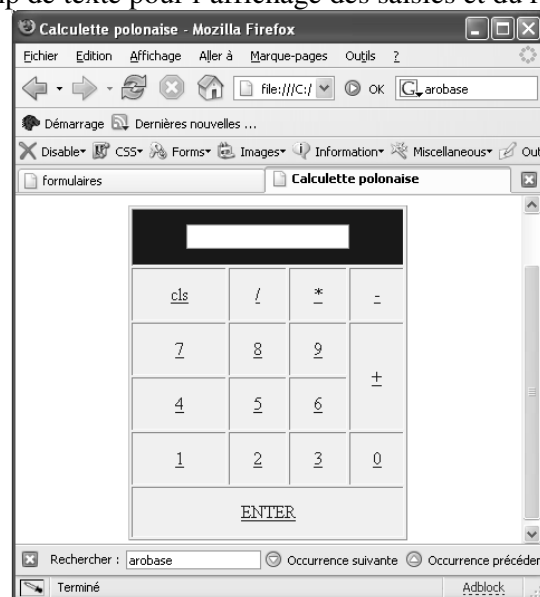 p de texte pour l'affichage des saisies et du r
Calculette polonaise - Mozilla Firefox
Fichier Edition Affichage Aller à Marque-pages Outils ?
file:///C:/ OK G arobase
Démarrage Dernières nouvelles ...
Disable CSS Forms Images Information Miscellaneous Out
formulaires Calculette polonaise
cls / * -
7 8 9
+
4 5 6
1 2 3 0
ENTER
Rechercher : arobase Occurrence suivante Occurrence précéden
Terminé Adblock